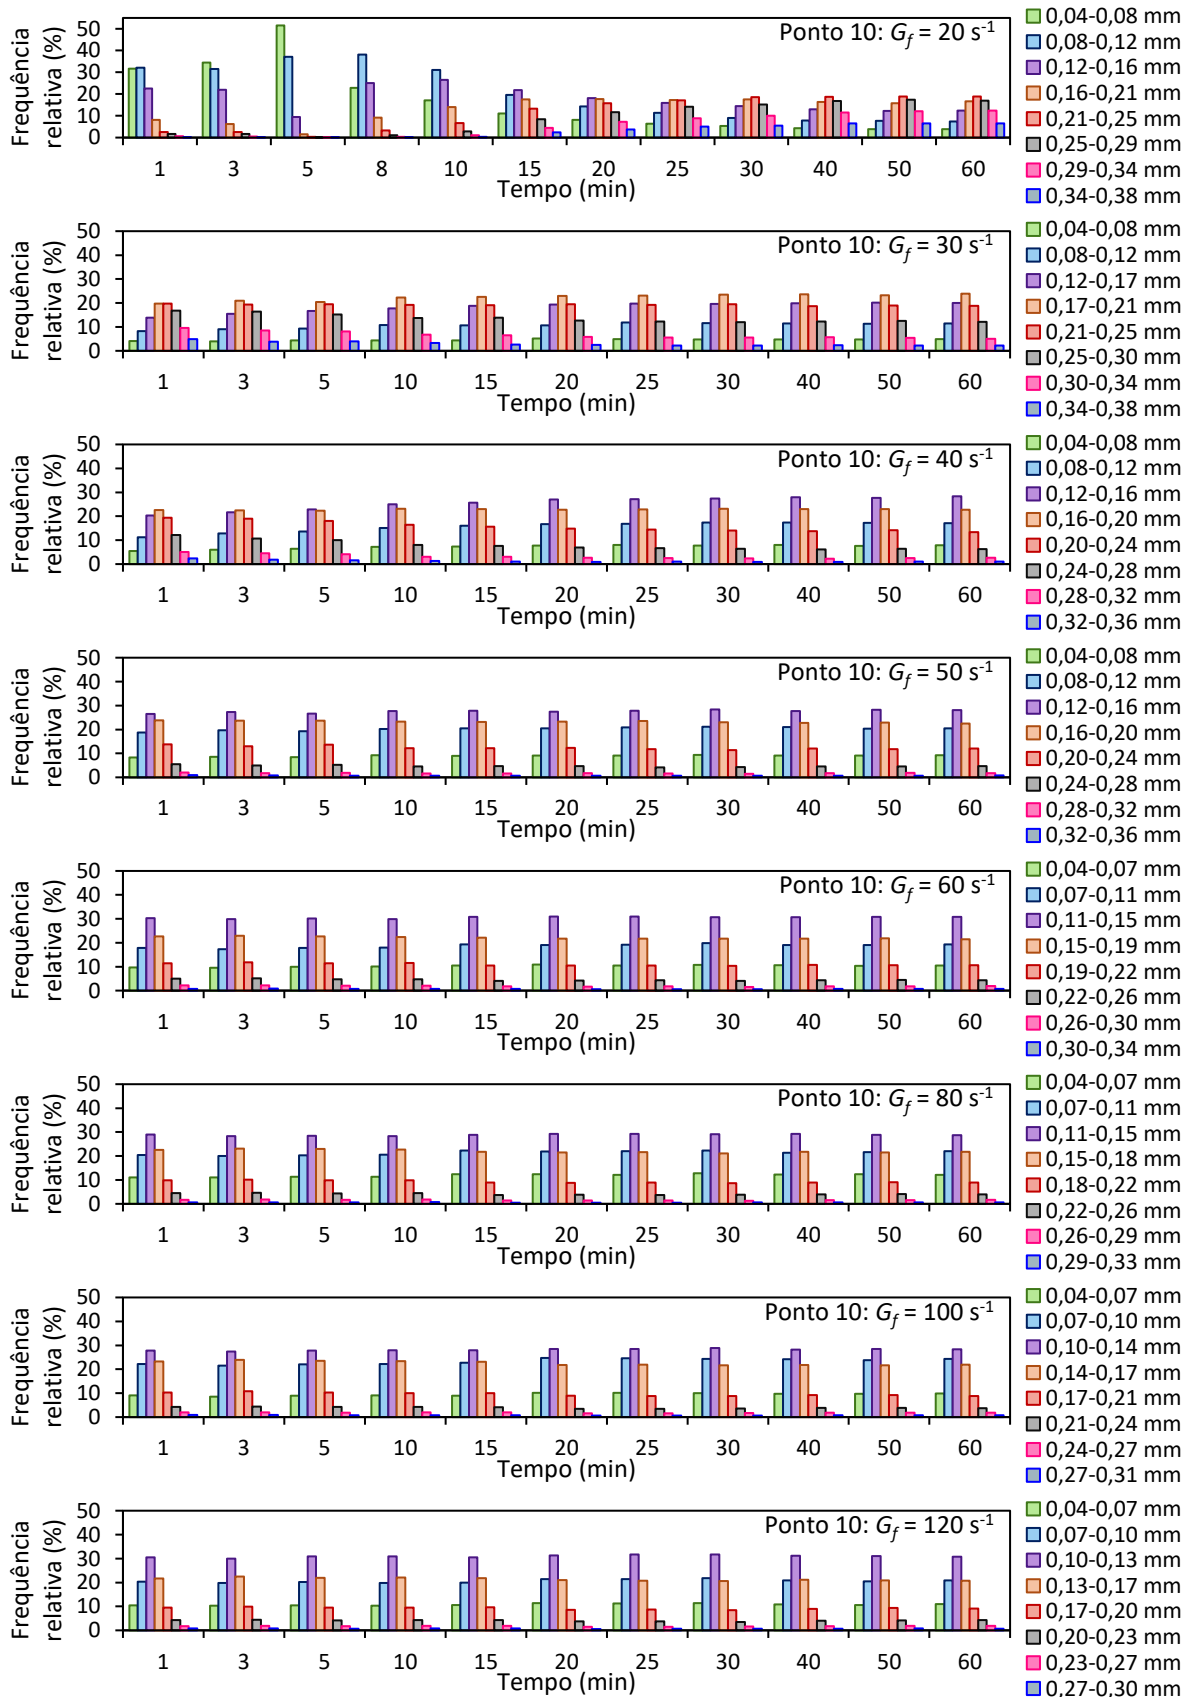 Frequência
relativa (%)
50
40
30
20
10
0
Ponto 10: Gf = 20 s-1
1 3 5 8 10 15 20 25 30 40 50 60
Tempo (min)
0,04-0,08 mm
0,08-0,12 mm
0,12-0,16 mm
0,16-0,21 mm
0,21-0,25 mm
0,25-0,29 mm
0,29-0,34 mm
0,34-0,38 mm
Frequência
relativa (%)
50
40
30
20
10
0
Ponto 10: Gf = 30 s-1
1 3 5 10 15 20 25 30 40 50 60
Tempo (min)
0,04-0,08 mm
0,08-0,12 mm
0,12-0,17 mm
0,17-0,21 mm
0,21-0,25 mm
0,25-0,30 mm
0,30-0,34 mm
0,34-0,38 mm
Frequência
relativa (%)
50
40
30
20
10
0
Ponto 10: Gf = 40 s-1
1 3 5 10 15 20 25 30 40 50 60
Tempo (min)
0,04-0,08 mm
0,08-0,12 mm
0,12-0,16 mm
0,16-0,20 mm
0,20-0,24 mm
0,24-0,28 mm
0,28-0,32 mm
0,32-0,36 mm
Frequência
relativa (%)
50
40
30
20
10
0
Ponto 10: Gf = 50 s-1
1 3 5 10 15 20 25 30 40 50 60
Tempo (min)
0,04-0,08 mm
0,08-0,12 mm
0,12-0,16 mm
0,16-0,20 mm
0,20-0,24 mm
0,24-0,28 mm
0,28-0,32 mm
0,32-0,36 mm
Frequência
relativa (%)
50
40
30
20
10
0
Ponto 10: Gf = 60 s-1
1 3 5 10 15 20 25 30 40 50 60
Tempo (min)
0,04-0,07 mm
0,07-0,11 mm
0,11-0,15 mm
0,15-0,19 mm
0,19-0,22 mm
0,22-0,26 mm
0,26-0,30 mm
0,30-0,34 mm
Frequência
relativa (%)
50
40
30
20
10
0
Ponto 10: Gf = 80 s-1
1 3 5 10 15 20 25 30 40 50 60
Tempo (min)
0,04-0,07 mm
0,07-0,11 mm
0,11-0,15 mm
0,15-0,18 mm
0,18-0,22 mm
0,22-0,26 mm
0,26-0,29 mm
0,29-0,33 mm
Frequência
relativa (%)
50
40
30
20
10
0
Ponto 10: Gf = 100 s-1
1 3 5 10 15 20 25 30 40 50 60
Tempo (min)
0,04-0,07 mm
0,07-0,10 mm
0,10-0,14 mm
0,14-0,17 mm
0,17-0,21 mm
0,21-0,24 mm
0,24-0,27 mm
0,27-0,31 mm
Frequência
relativa (%)
50
40
30
20
10
0
Ponto 10: Gf = 120 s-1
1 3 5 10 15 20 25 30 40 50 60
Tempo (min)
0,04-0,07 mm
0,07-0,10 mm
0,10-0,13 mm
0,13-0,17 mm
0,17-0,20 mm
0,20-0,23 mm
0,23-0,27 mm
0,27-0,30 mm